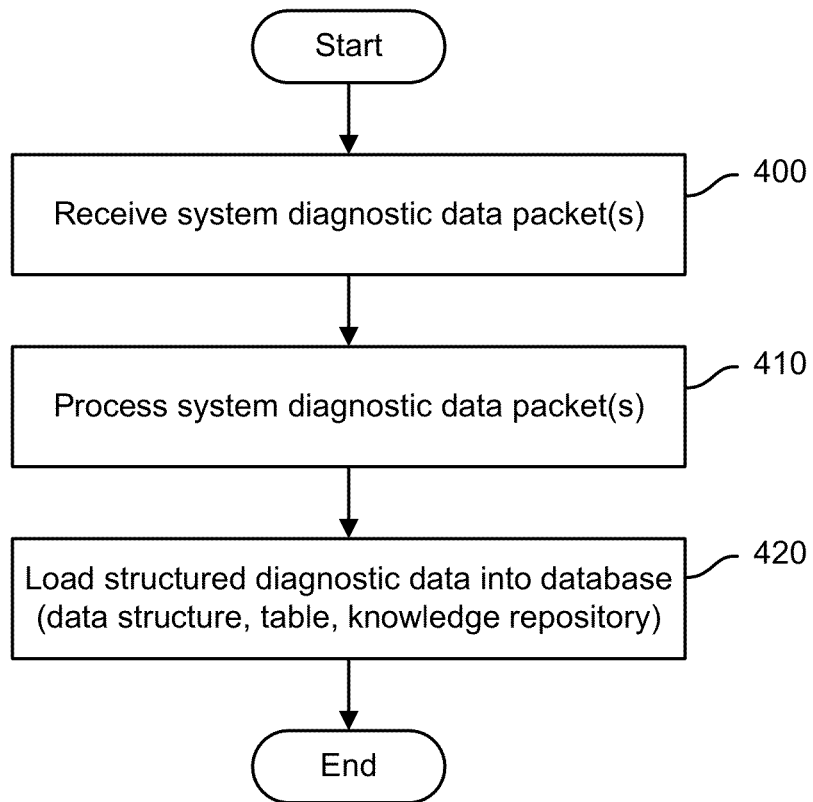 Start
400
Receive system diagnostic data packet(s)
410
Process system diagnostic data packet(s)
420
Load structured diagnostic data into database
(data structure, table, knowledge repository)
End